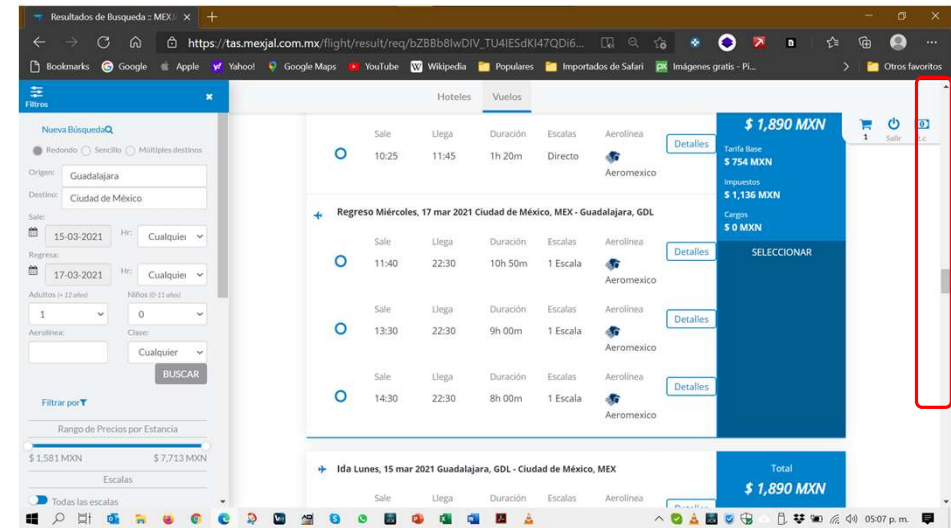 Resultados de Busqueda :: MEX
https://tas.mexjal.com.mx/flight/result/req/bZBBb8lwDIV_TU4IESdKI47QDi6...
Bookmarks Google Apple Yahoo! Google Maps YouTube Wikipedia Populares Importados de Safari Imágenes gratis - Pi... Otros favoritos
Filtros
Hoteles Vuelos
1 Salir
Nueva Búsqueda
Redondo Sencillo Múltiples destinos
Origen: Guadalajara
Destino: Ciudad de México
Sale:
15-03-2021 Hr: Cualquier
Regresa:
17-03-2021 Hr: Cualquier
Adultos (+ 12 años) Niños (0-11 años)
1 0
Aerolinea: Clase:
Cualquier
BUSCAR
Filtrar por
Rango de Precios por Estancia
$ 1,581 MXN $ 7,713 MXN
Escalas
Todas las escalas
Sale Llega Duración Escalas Aerolínea
10:25 11:45 1h 20m Directo
Aeromexico
Detalles
Regreso Miércoles, 17 mar 2021 Ciudad de México, MEX - Guadalajara, GDL
Sale Llega Duración Escalas Aerolínea
11:40 22:30 10h 50m 1 Escala
Aeromexico
Detalles
Sale Llega Duración Escalas Aerolínea
13:30 22:30 9h 00m 1 Escala
Aeromexico
Detalles
Sale Llega Duración Escalas Aerolínea
14:30 22:30 8h 00m 1 Escala
Aeromexico
Detalles
$ 1,890 MXN
Tarifa Base
$ 754 MXN
Impuestos
$ 1,136 MXN
Cargos
$ 0 MXN
SELECCIONAR
Ida Lunes, 15 mar 2021 Guadalajara, GDL - Ciudad de México, MEX
Sale Llega Duración Escalas Aerolínea
Detalles
Total
$ 1,890 MXN
05:07 p. m.